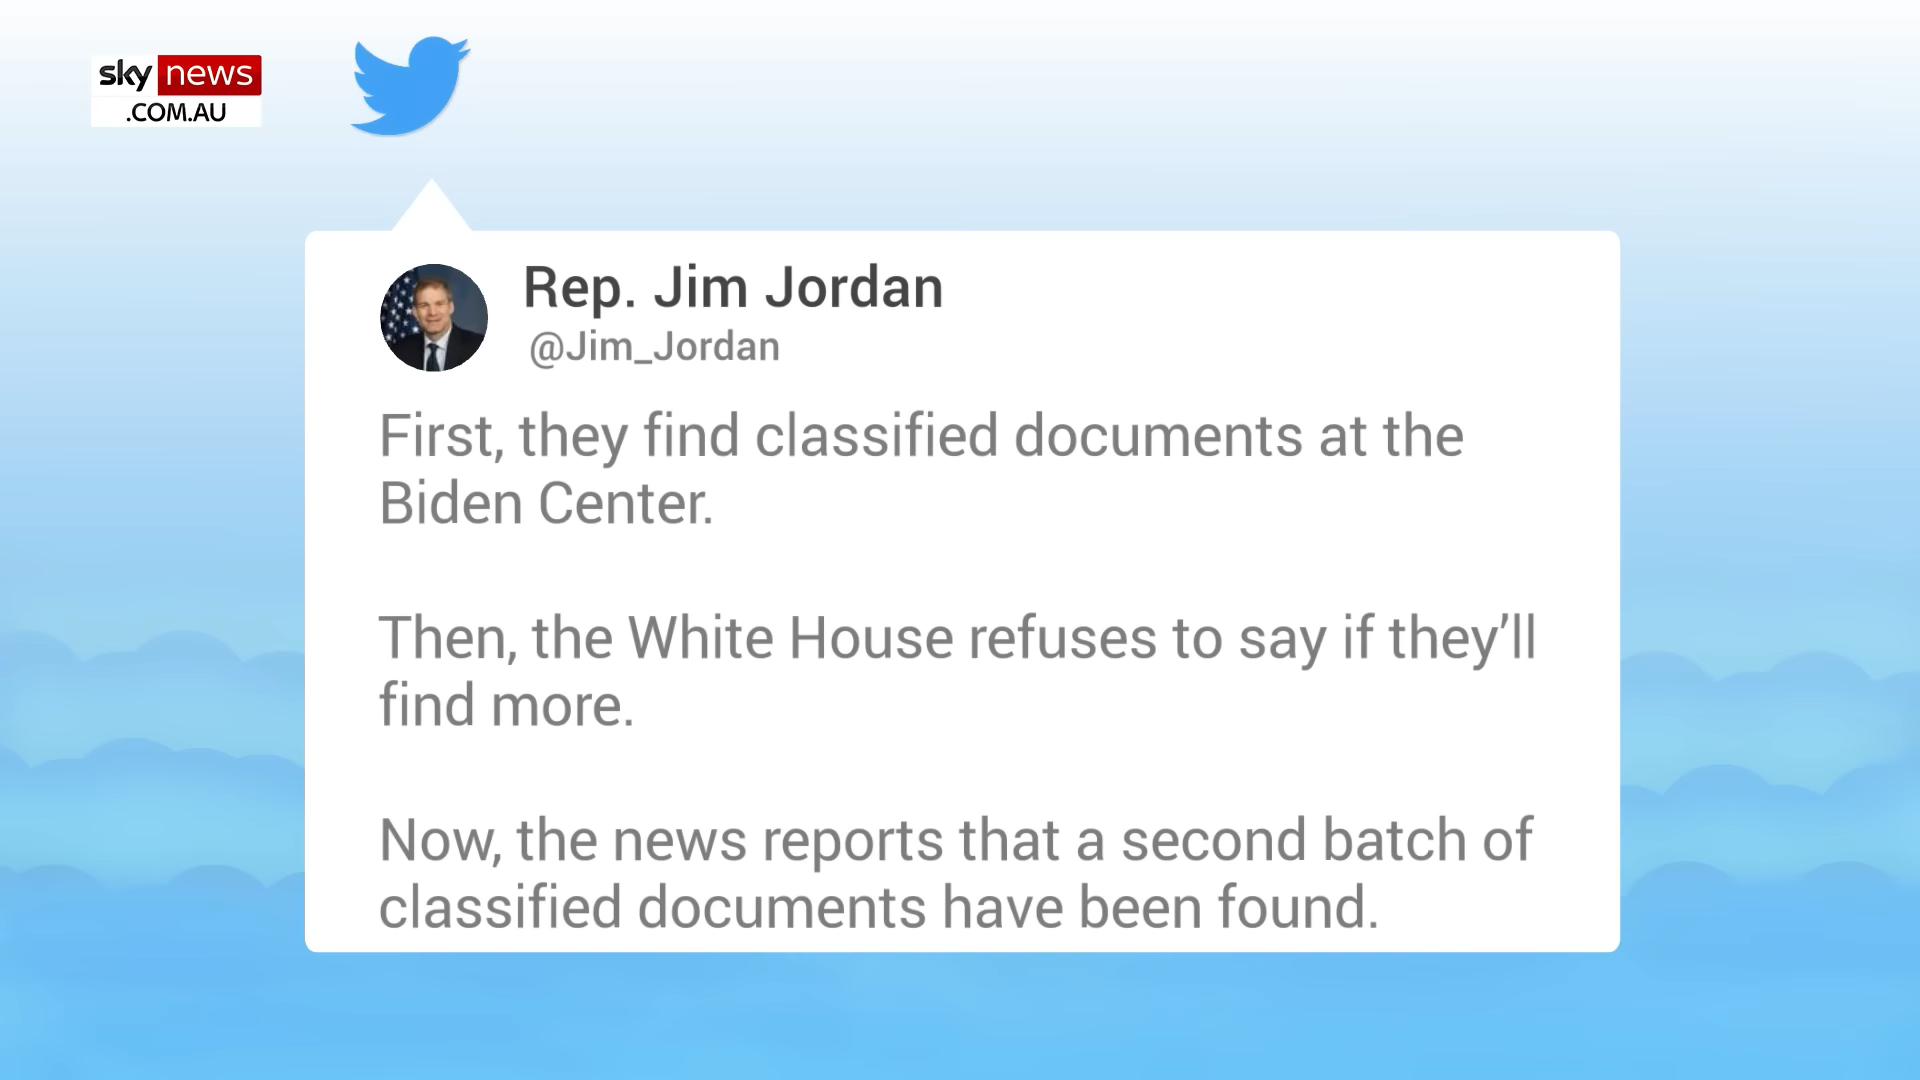 sky news
.COM.AU
Rep. Jim Jordan
@Jim_Jordan
First, they find classified documents at the
Biden Center.
Then, the White House refuses to say if they’ll
find more.
Now, the news reports that a second batch of
classified documents have been found.